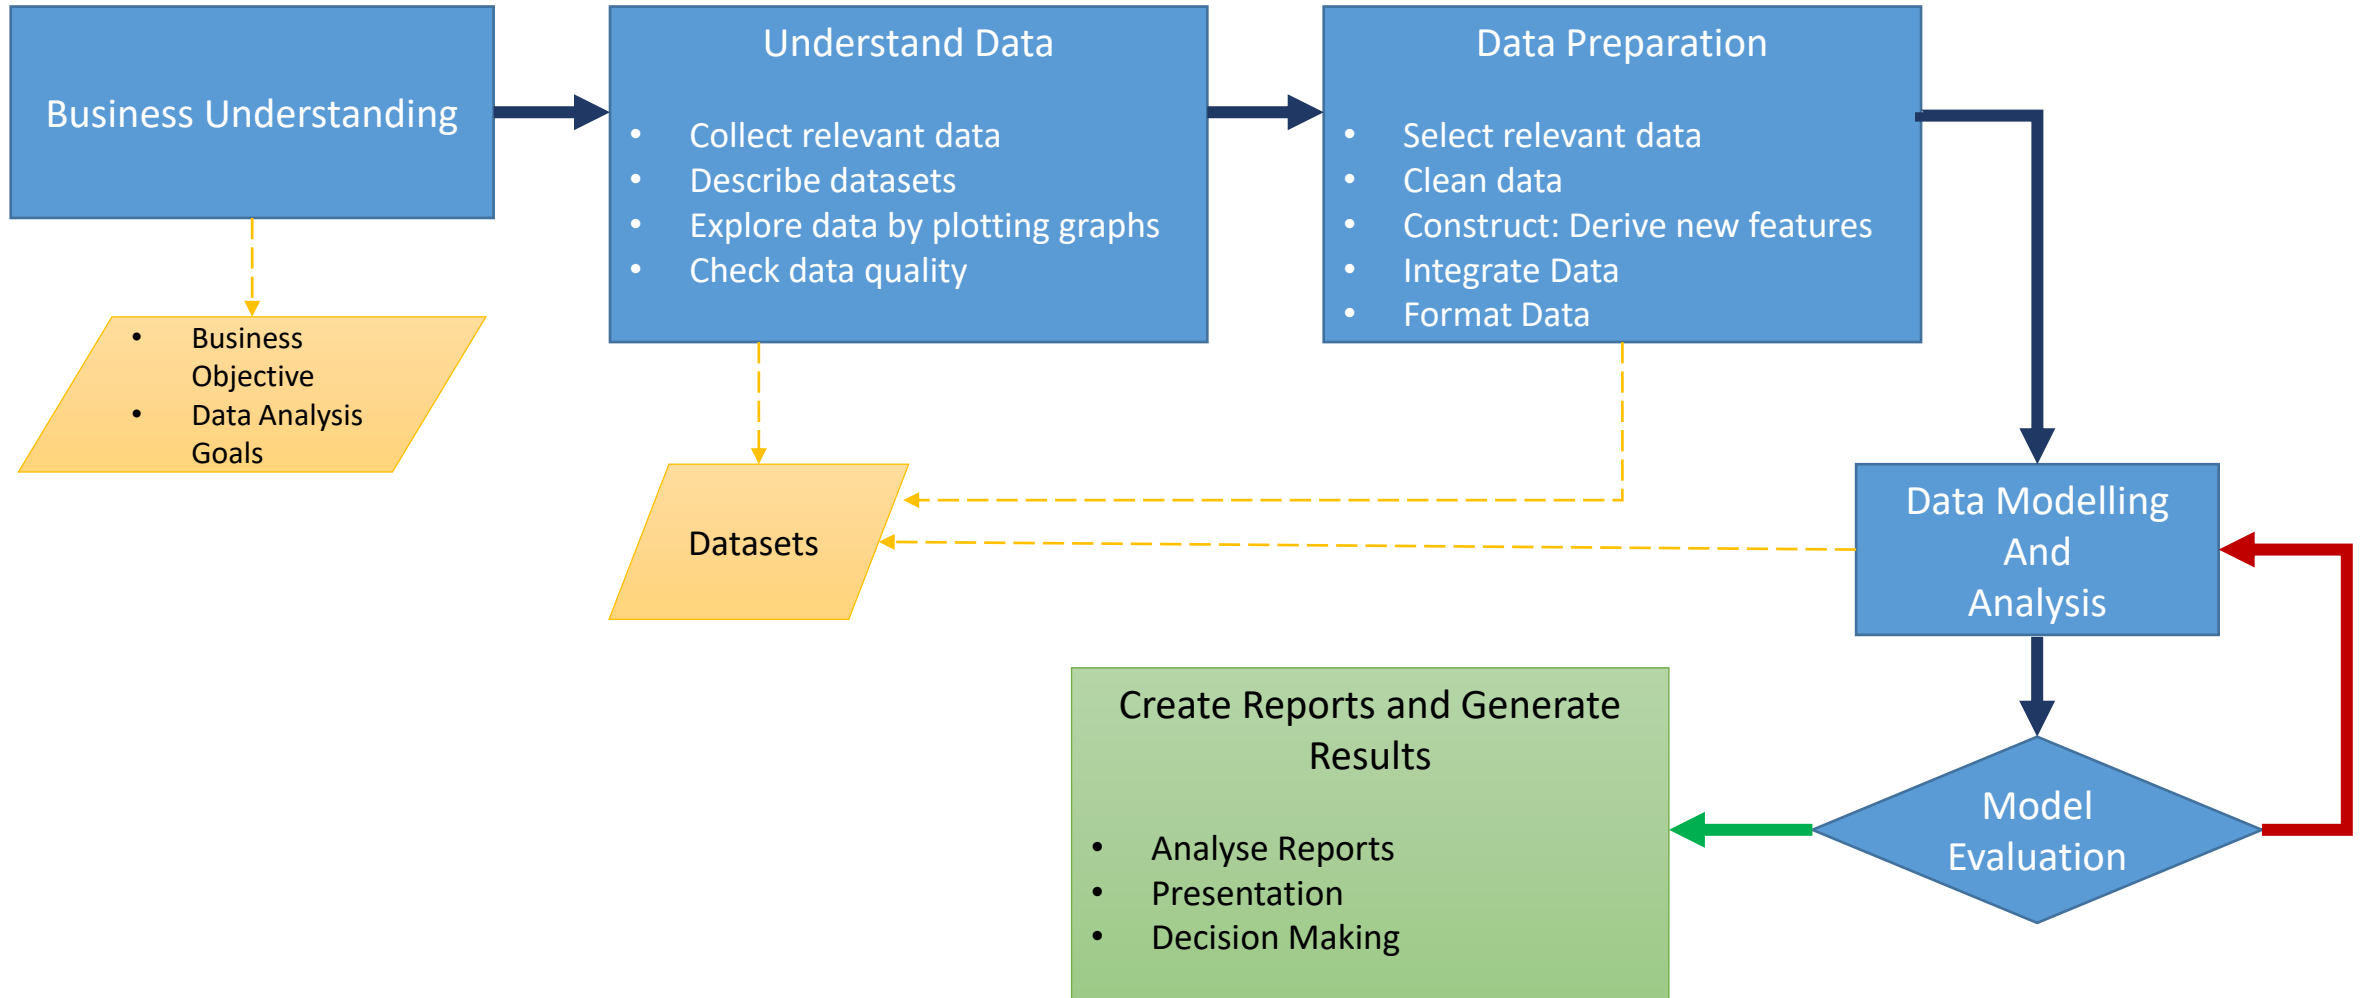 Business Understanding
Understand Data
• Collect relevant data
• Describe datasets
• Explore data by plotting graphs
• Check data quality
Data Preparation
• Select relevant data
• Clean data
• Construct: Derive new features
• Integrate Data
• Format Data
• Business
Objective
• Data Analysis
Goals
Datasets
Data Modelling
And
Analysis
Model
Evaluation
Create Reports and Generate
Results
• Analyse Reports
• Presentation
• Decision Making